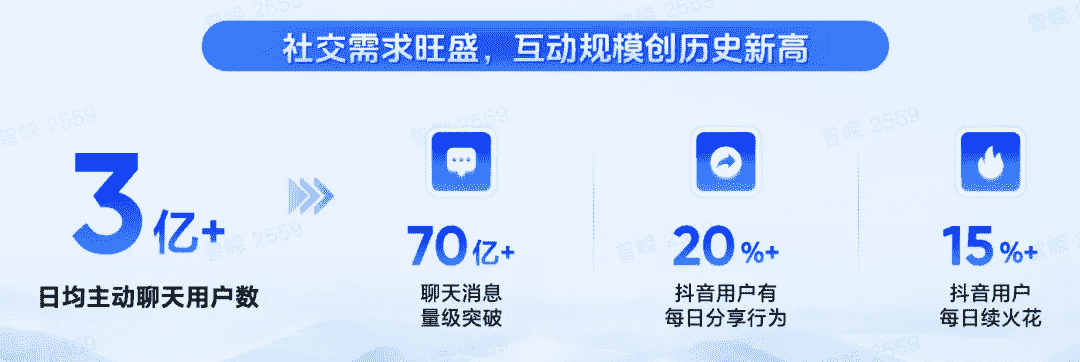 社交需求旺盛，互动规模创历史新高
3亿+
日均主动聊天用户数
70亿+
聊天消息
量级突破
20%+
抖音用户有
每日分享行为
15%+
抖音用户
每日续火花
曾嵘 2559